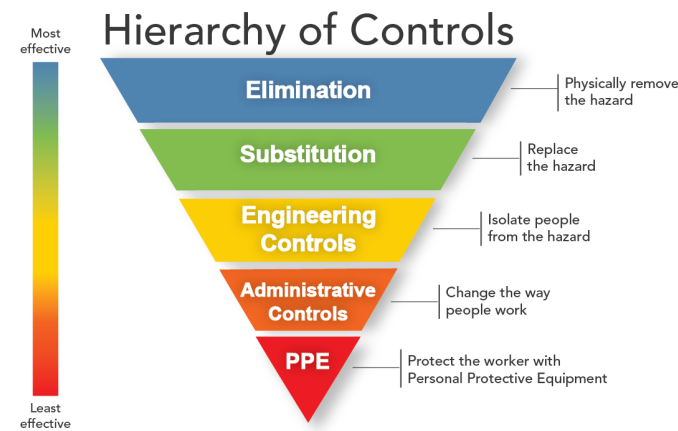 Hierarchy of Controls
Most
effective
Elimination
Physically remove
the hazard
Substitution
Replace
the hazard
Engineering
Controls
Isolate people
from the hazard
Administrative
Controls
Change the way
people work
PPE
Protect the worker with
Personal Protective Equipment
Least
effective